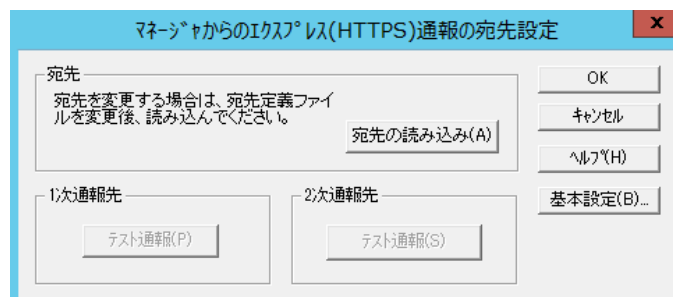 マネージャからのエクスプレス(HTTPS)通報の宛先設定
x
宛先
宛先を変更する場合は、宛先定義ファイ
ルを変更後、読み込んでください。
宛先の読み込み(A)
OK
キャンセル
ヘルプ(H)
基本設定(B)...
1次通報先
テスト通報(P)
2次通報先
テスト通報(S)